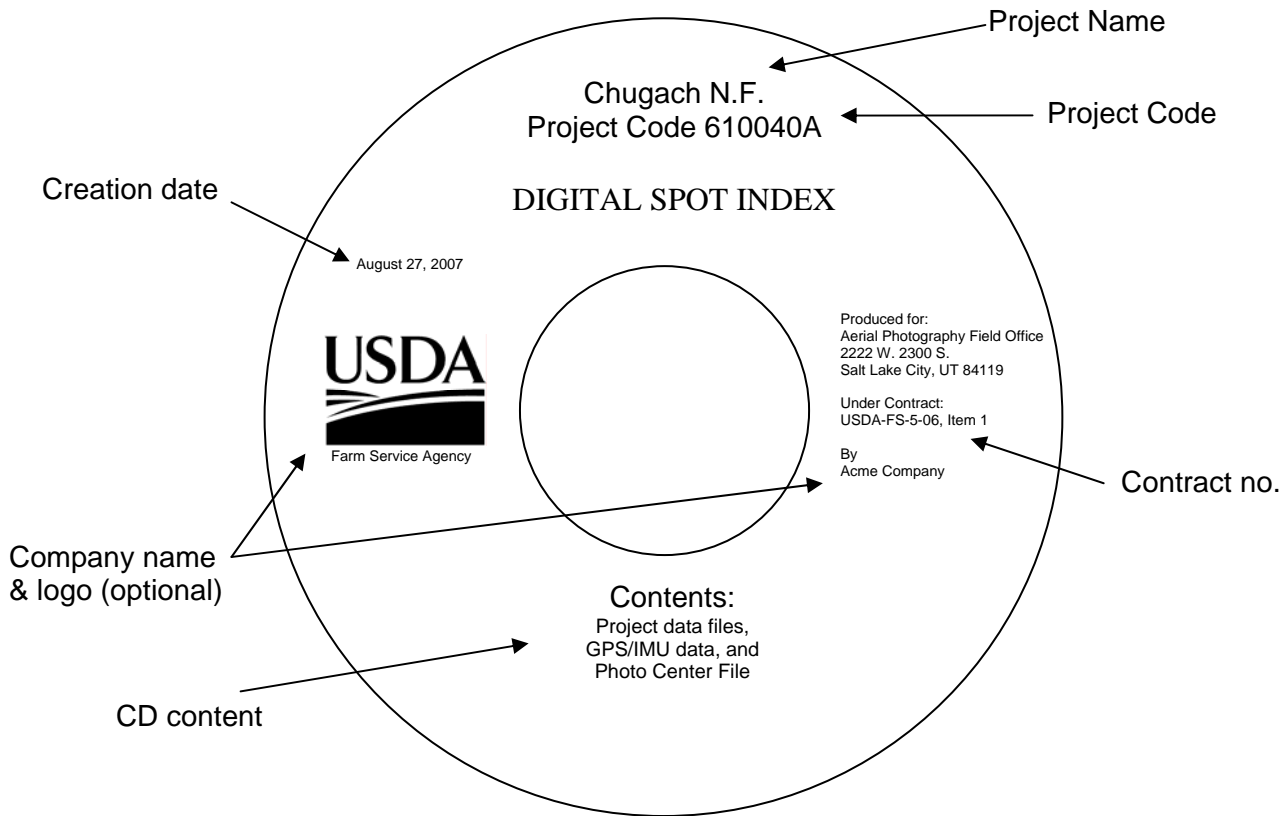 Project Name
Chugach N.F.
Project Code 610040A
Project Code
Creation date
DIGITAL SPOT INDEX
August 27, 2007
USDA
Farm Service Agency
Produced for:
Aerial Photography Field Office
2222 W. 2300 S.
Salt Lake City, UT 84119
Under Contract:
USDA-FS-5-06, Item 1
By
Acme Company
Contract no.
Company name
& logo (optional)
Contents:
Project data files,
GPS/IMU data, and
Photo Center File
CD content